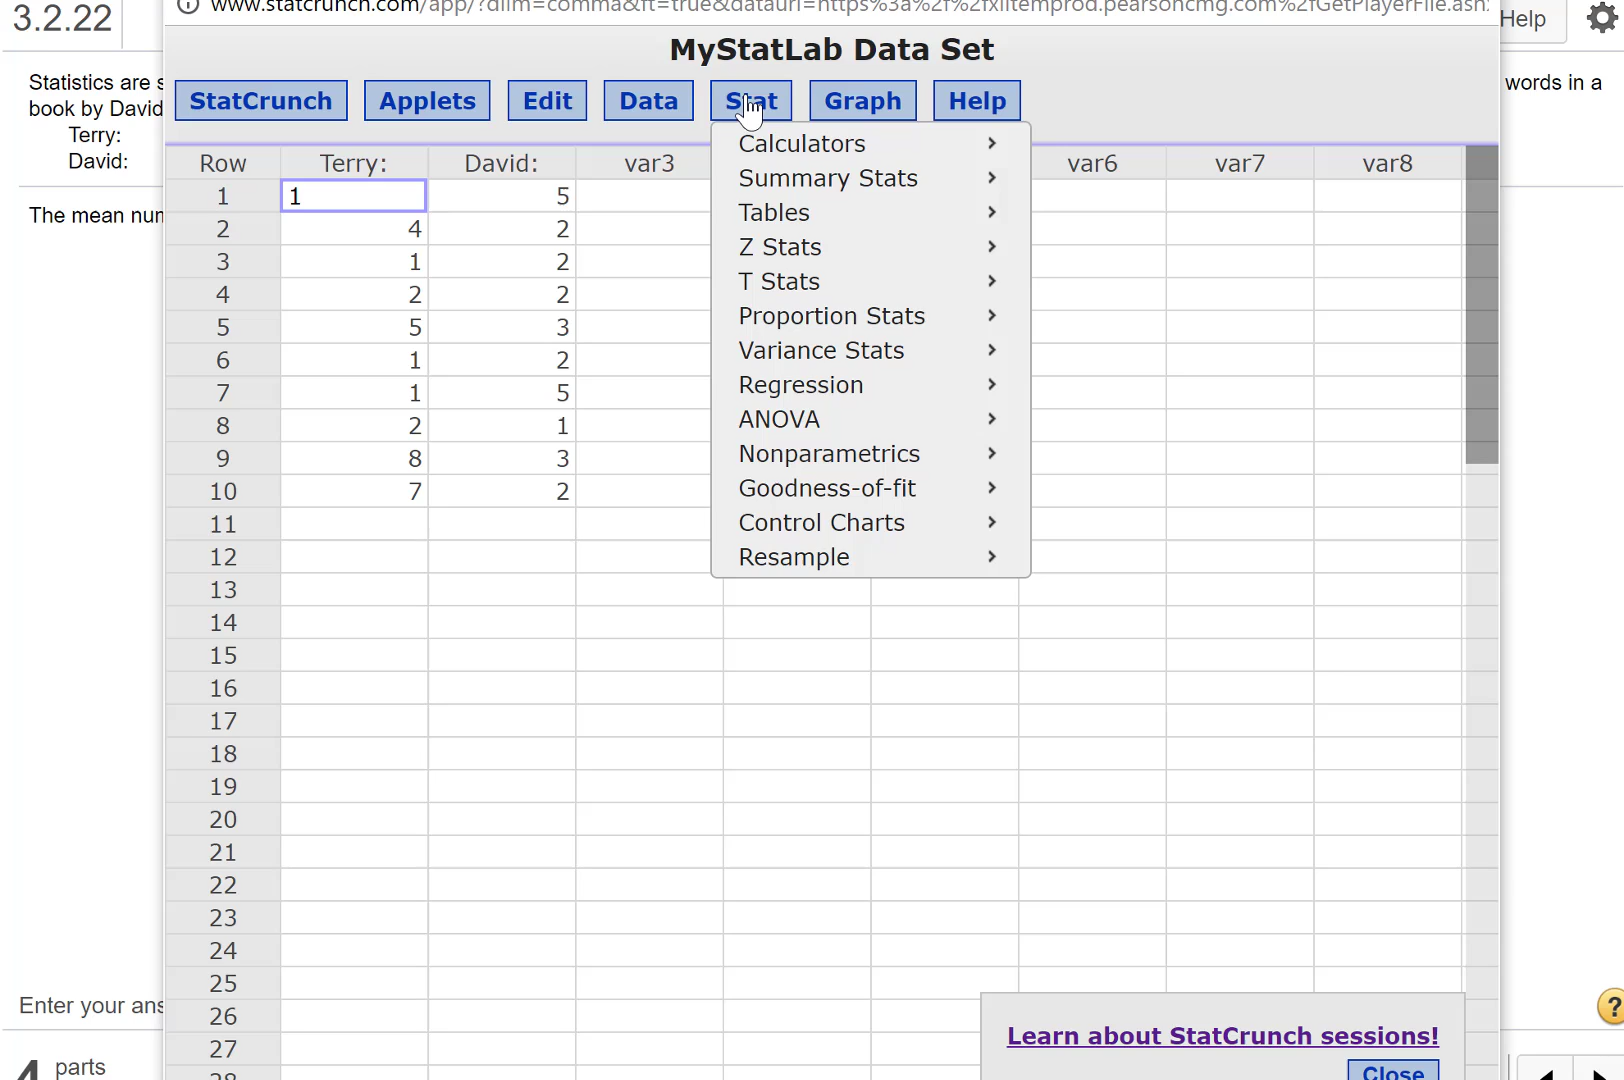 3.2.22
www.statcrunch.com/app/?dlim=comma&ft=true&dataurl=https%3a%2f%2fxlitemprod.pearsoncmg.com%2fGetPlayerFile.ash
Help
MyStatLab Data Set
Statistics are s
words in a
book by David
Terry:
David:
The mean num
StatCrunch Applets Edit Data Stat Graph Help
Calculators
Summary Stats
Tables
Z Stats
T Stats
Proportion Stats
Variance Stats
Regression
ANOVA
Nonparametrics
Goodness-of-fit
Control Charts
Resample
Row Terry: David: var3 var6 var7 var8
1 1 5
2 4 2
3 1 2
4 2 2
5 5 3
6 1 2
7 1 5
8 2 1
9 8 3
10 7 2
11
12
13
14
15
16
17
18
19
20
21
22
23
24
25
26
27
28
Learn about StatCrunch sessions!
Close
Enter your ans
?
4 parts